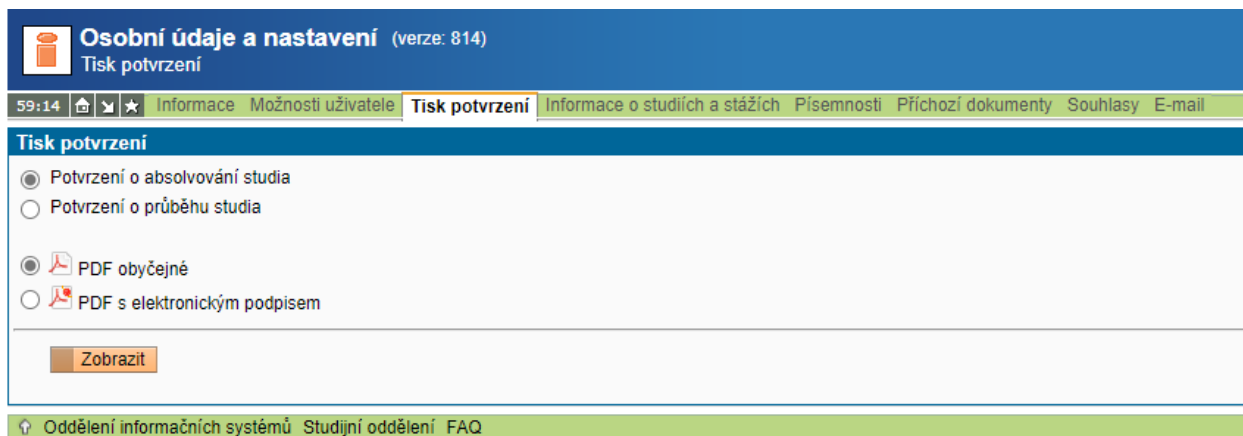 Osobní údaje a nastavení (verze: 814)
Tisk potvrzení
59:14 Informace Možnosti uživatele Tisk potvrzení Informace o studiích a stážích Písemnosti Příchozí dokumenty Souhlasy E-mail
Tisk potvrzení
Potvrzení o absolvování studia
Potvrzení o průběhu studia
PDF obyčejné
PDF s elektronickým podpisem
Zobrazit
Oddělení informačních systémů Studijní oddělení FAQ